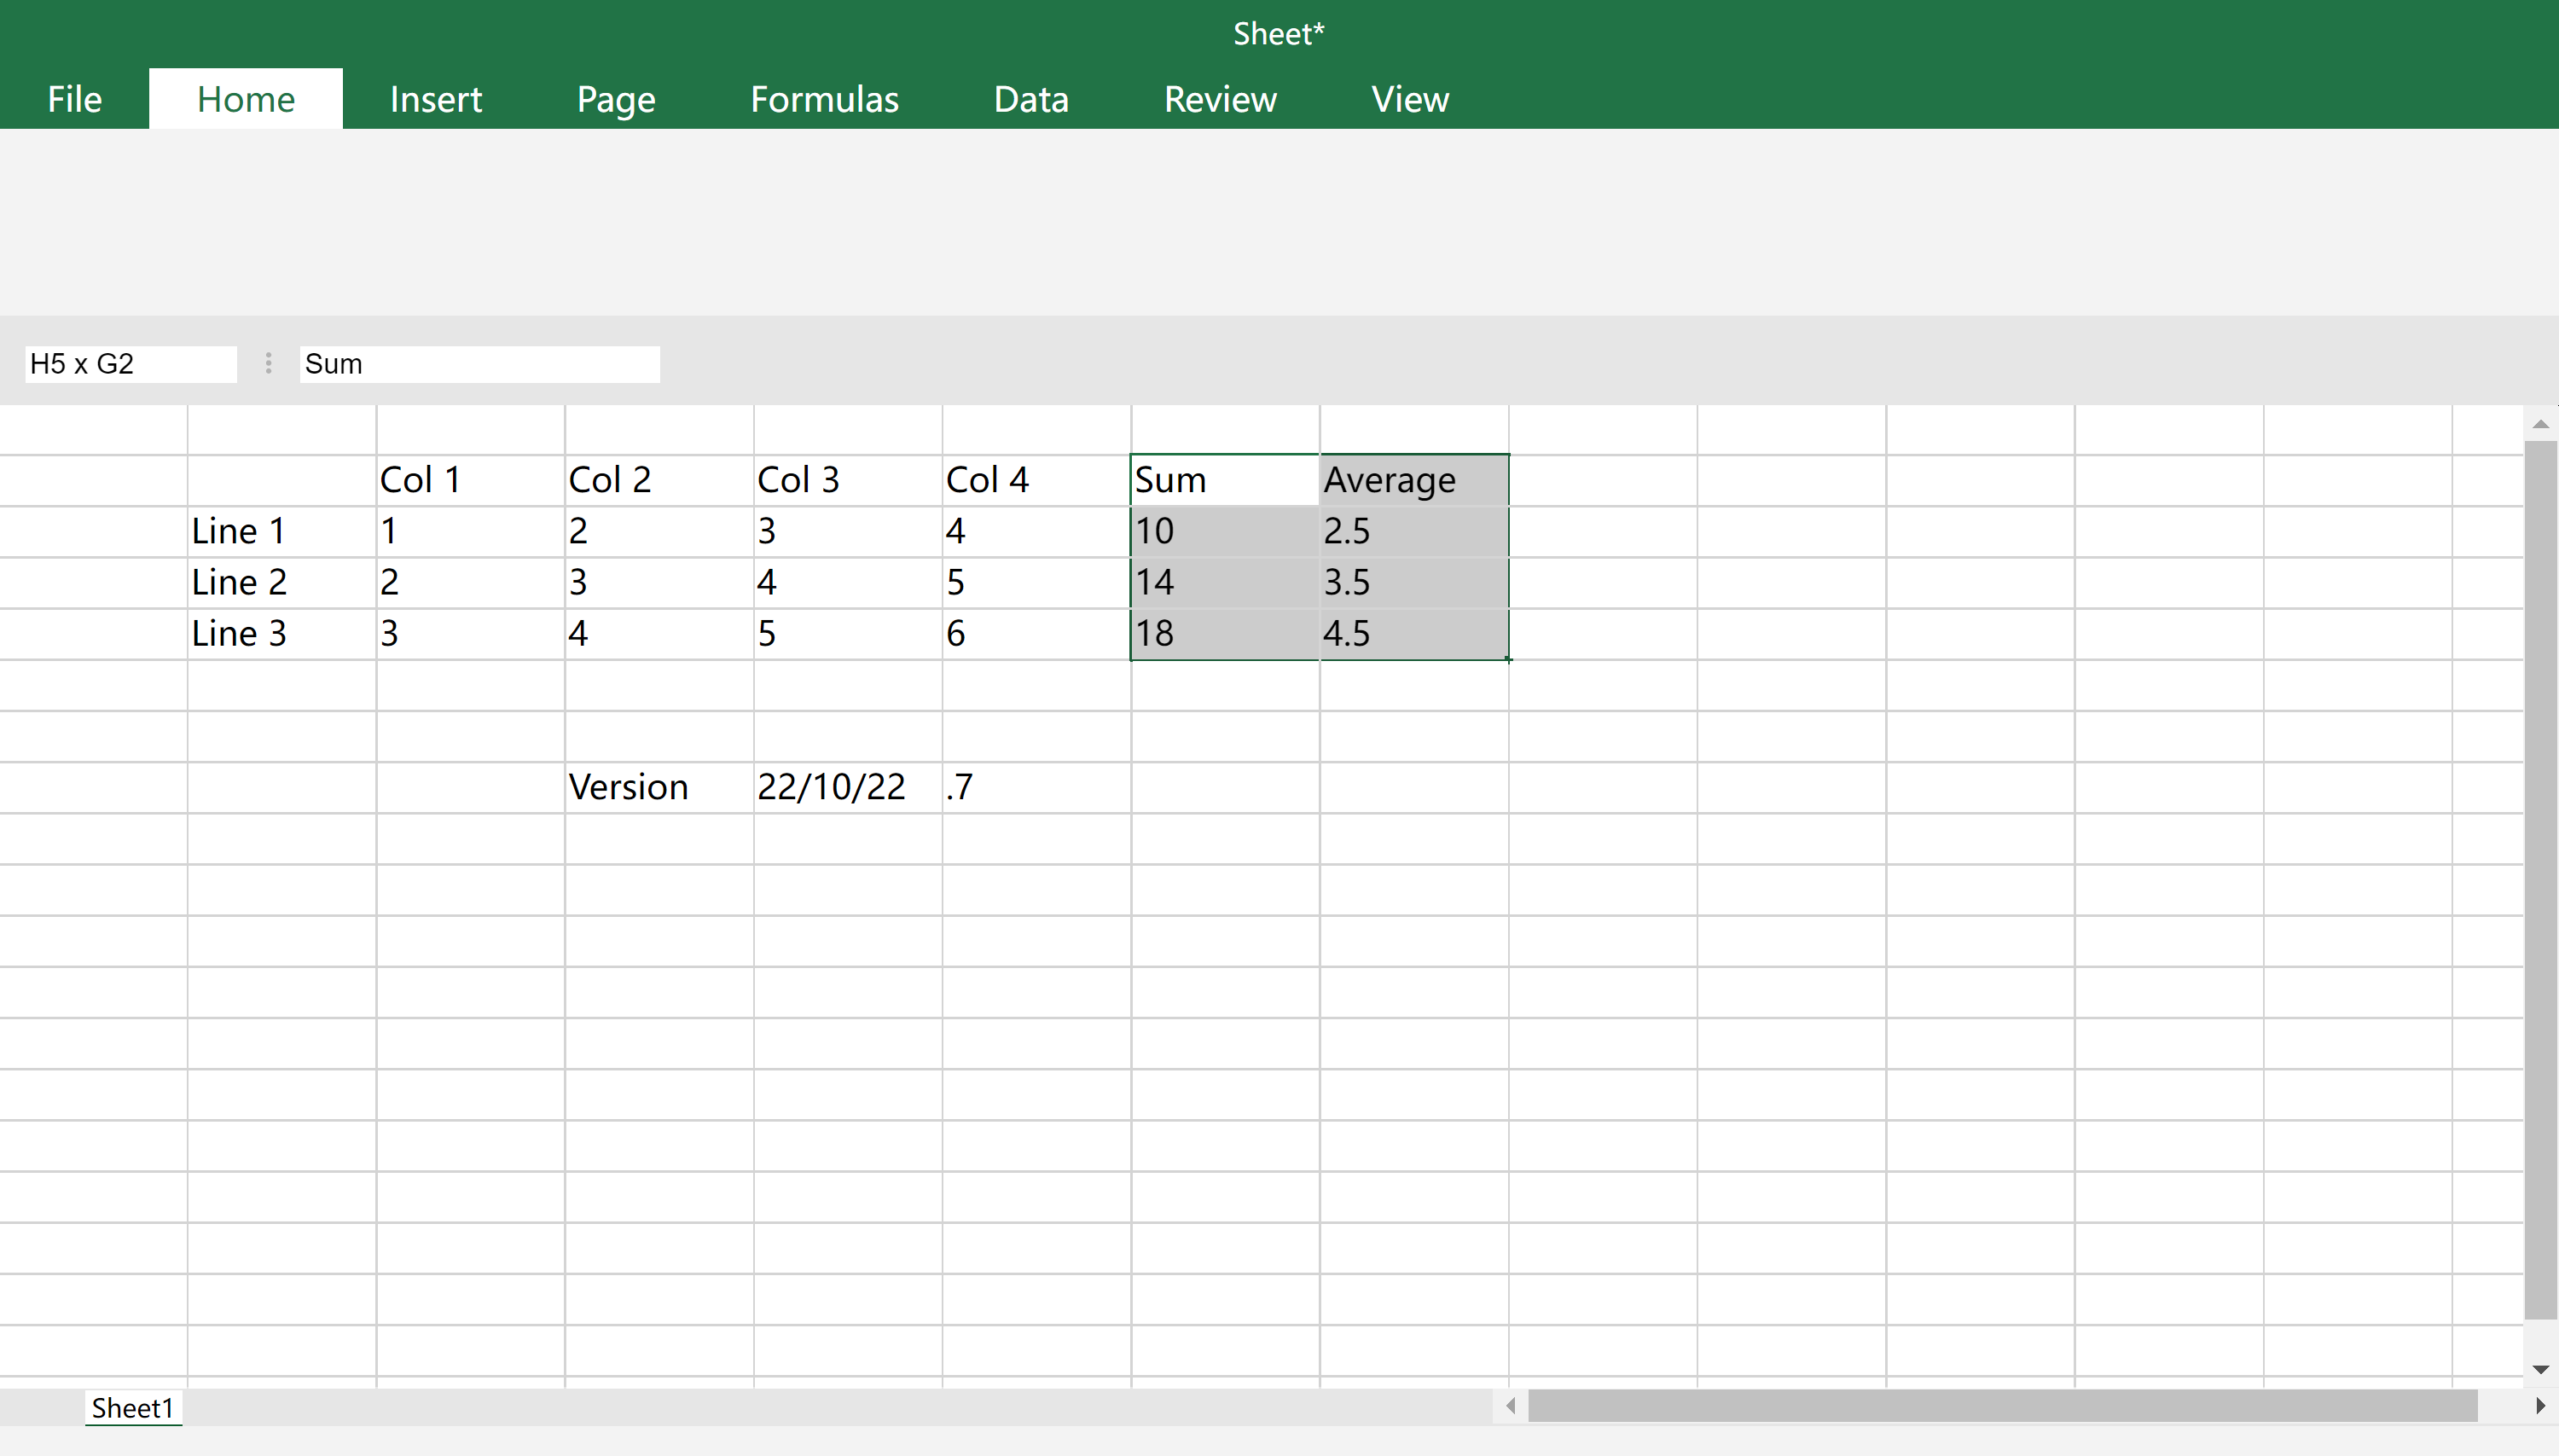 Sheet*
File Home Insert Page Formulas Data Review View
H5 x G2 Sum
Col 1 Col 2 Col 3 Col 4 Sum Average
Line 1 1 2 3 4 10 2.5
Line 2 2 3 4 5 14 3.5
Line 3 3 4 5 6 18 4.5
Version 22/10/22 .7
Sheet1